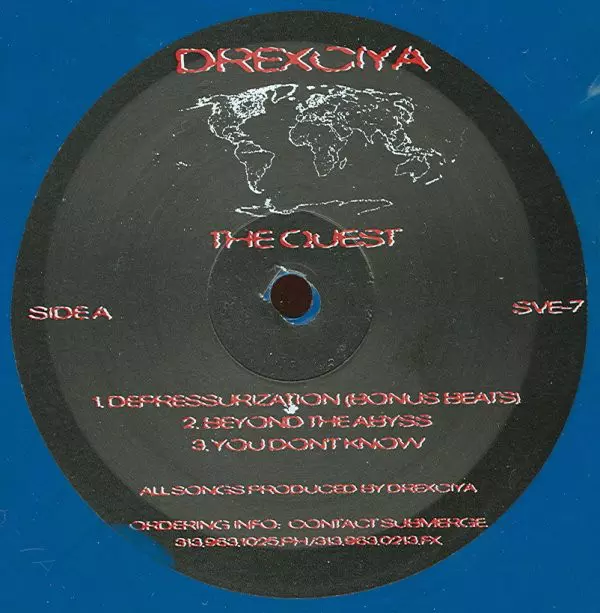 DREXCIYA
THE QUEST
SIDE A
SVE-7
1. DEPRESSURIZATION (BONUS BEATS)
2. BEYOND THE ABYSS
3. YOU DONT KNOW
ALL SONGS PRODUCED BY DREXCIYA
ORDERING INFO: CONTACT SUBMERGE
313.963.1025.PH/313.963.0213.FX